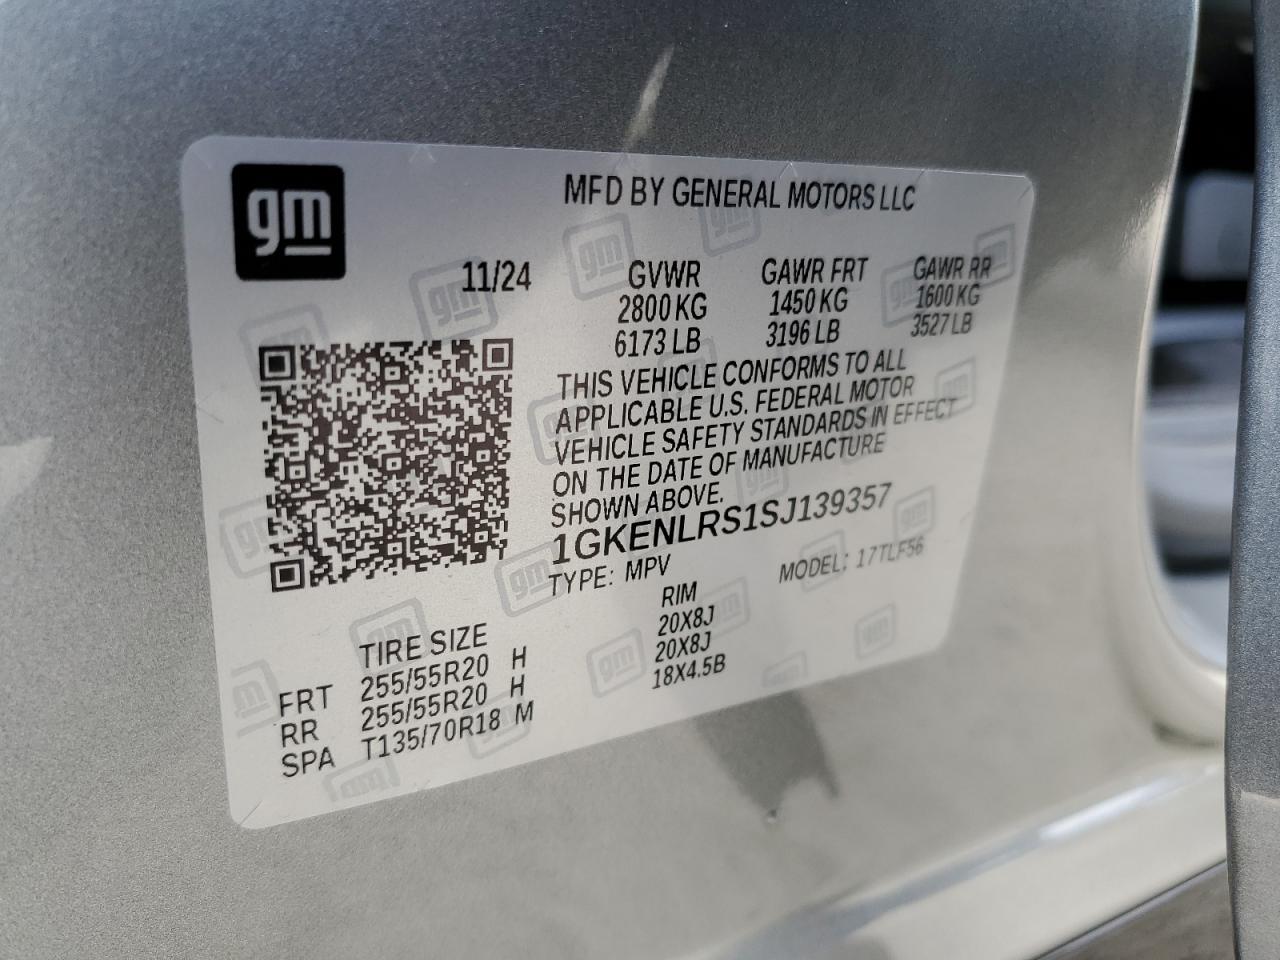 gm
MFD BY GENERAL MOTORS LLC
11/24 GVWR GAWR FRT GAWR RR
2800 KG 1450 KG 1600 KG
6173 LB 3196 LB 3527 LB
THIS VEHICLE CONFORMS TO ALL
APPLICABLE U.S. FEDERAL MOTOR
VEHICLE SAFETY STANDARDS IN EFFECT
ON THE DATE OF MANUFACTURE
SHOWN ABOVE.
1GKENLRS1SJ139357
TYPE: MPV MODEL: 17TLF56
TIRE SIZE RIM
FRT 255/55R20 H 20X8J
RR 255/55R20 H 20X8J
SPA T135/70R18 M 18X4.5B